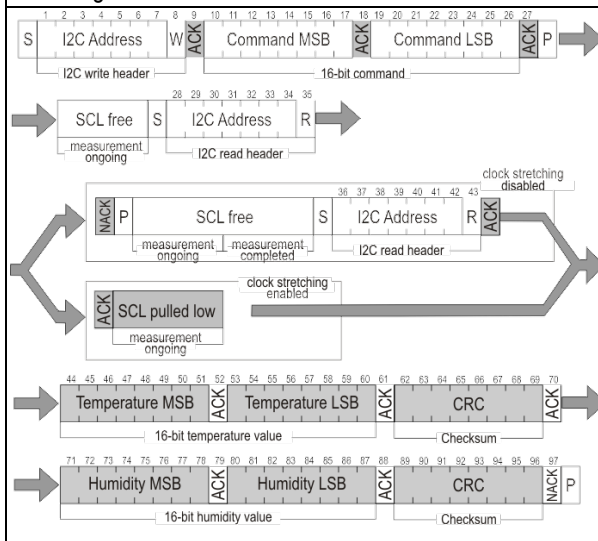 1 2 3 4 5 6 7 8 9 10 11 12 13 14 15 16 17 18 19 20 21 22 23 24 25 26 27
S I2C Address W ACK Command MSB ACK Command LSB ACK P
I2C write header 16-bit command
28 29 30 31 32 33 34 35
SCL free S I2C Address R
measurement ongoing I2C read header
clock stretching disabled
36 37 38 39 40 41 42 43
NACK P SCL free S I2C Address R ACK
measurement ongoing measurement completed I2C read header
clock stretching enabled
ACK SCL pulled low
measurement ongoing
44 45 46 47 48 49 50 51 52 53 54 55 56 57 58 59 60 61 62 63 64 65 66 67 68 69 70
Temperature MSB ACK Temperature LSB ACK CRC ACK
16-bit temperature value Checksum
71 72 73 74 75 76 77 78 79 80 81 82 83 84 85 86 87 88 89 90 91 92 93 94 95 96 97
Humidity MSB ACK Humidity LSB ACK CRC NACK P
16-bit humidity value Checksum